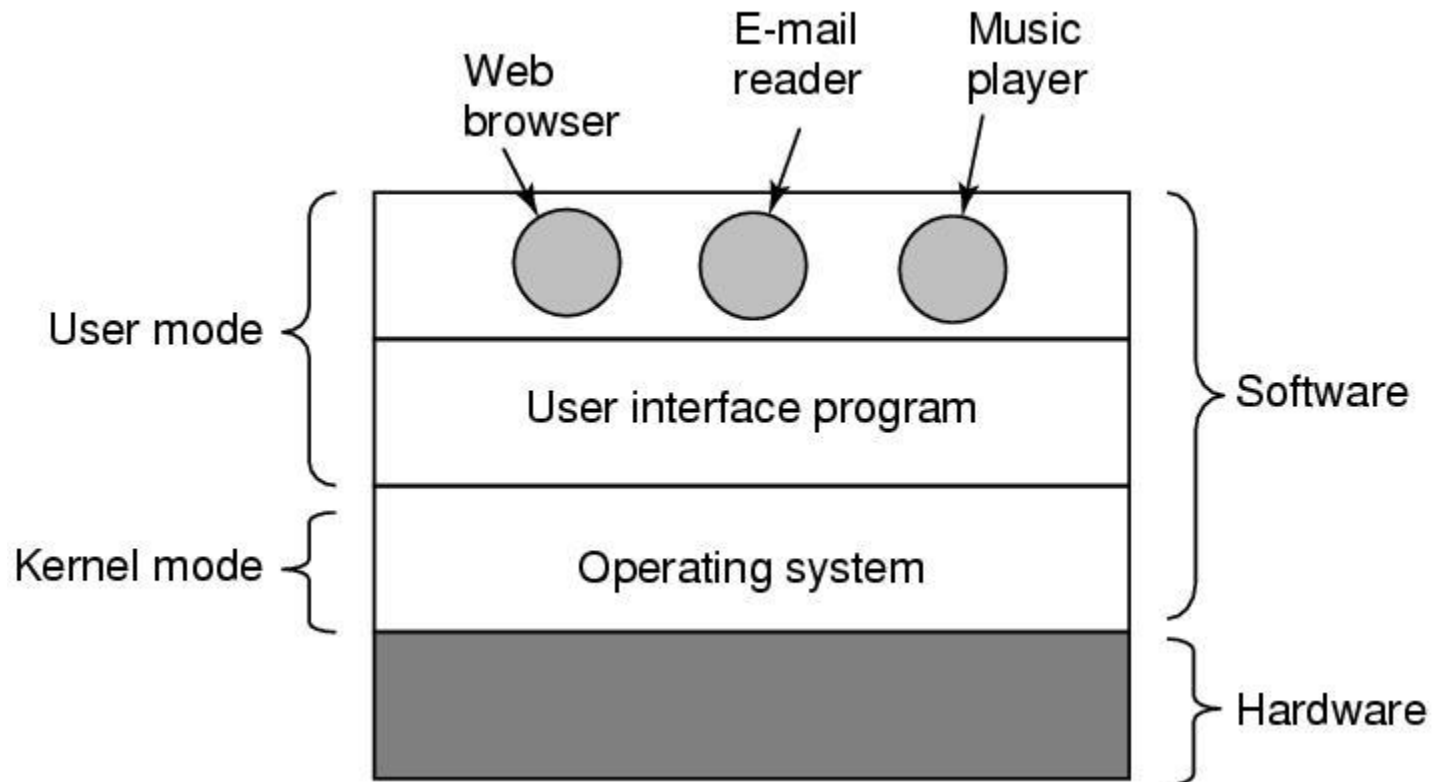 Web
browser
E-mail
reader
Music
player
User mode
User interface program
Software
Kernel mode
Operating system
Hardware